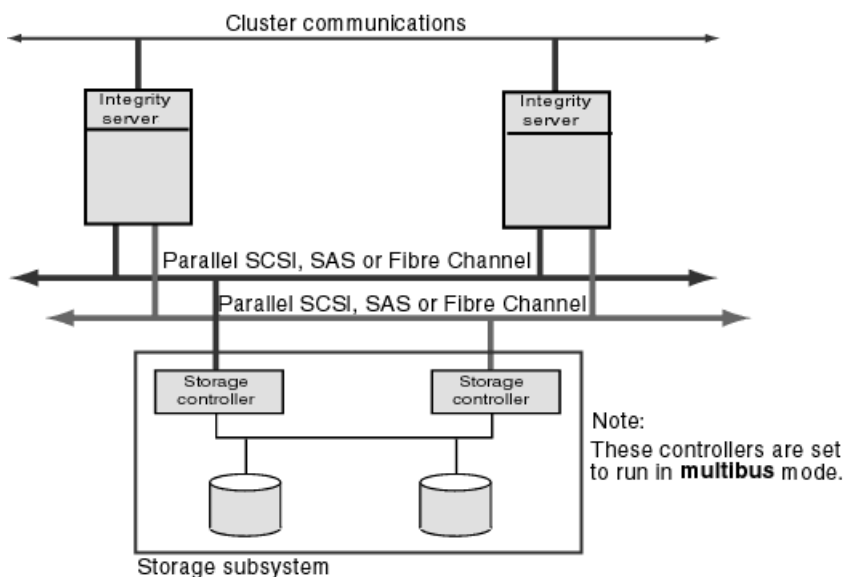 Cluster communications
Integrity
server
Integrity
server
Parallel SCSI, SAS or Fibre Channel
Parallel SCSI, SAS or Fibre Channel
Storage
controller
Storage
controller
Note:
These controllers are set
to run in multibus mode.
Storage subsystem